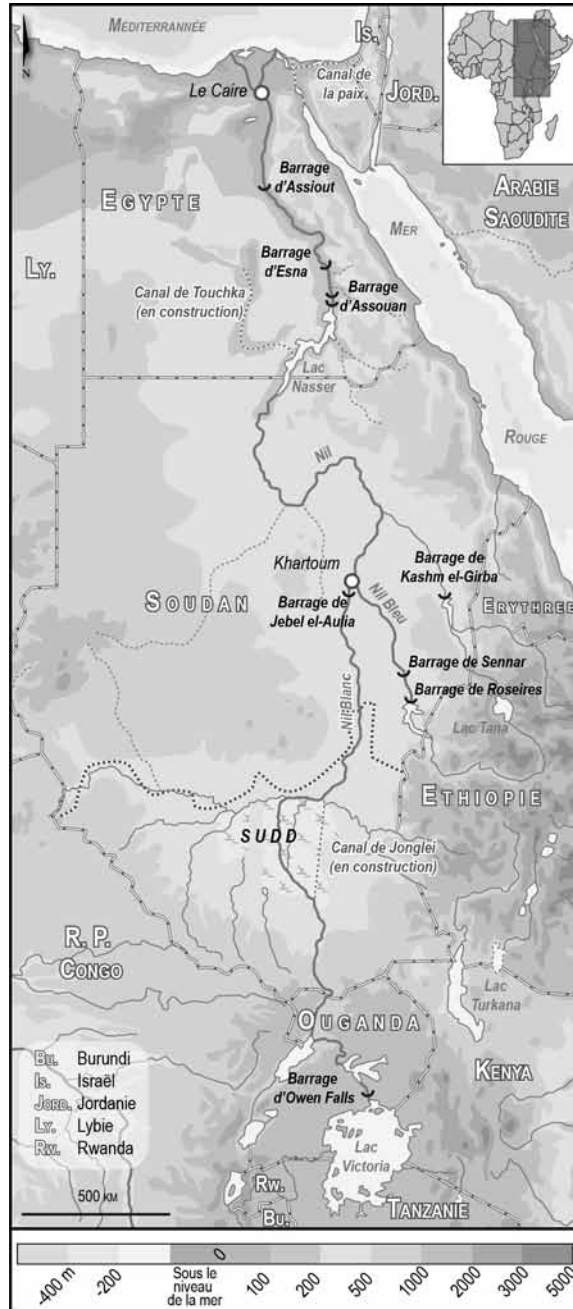 MEDITERRANNÉE
IS.
Canal de
la paix
JORD.
N
Le Caire
Barrage
d'Assiout
ARABIE
SAOUDITE
EGYPTE
MER
LY.
Barrage
d'Esna
Canal de Touchka
(en construction)
Barrage
d'Assouan
Lac
Nasser
ROUGE
Nil
Khartoum
Barrage de
Kashm el-Girba
Nil Bleu
SOUDAN
Barrage de
Jebel el-Aulia
ERYTHREE
Barrage de Sennar
Barrage de Roseires
Nil Blanc
Lac Tana
ETHIOPIE
SUDD
Canal de Jonglei
(en construction)
R. P.
CONGO
Lac
Turkana
OUGANDA
KENYA
Barrage
d'Owen Falls
Lac
Victoria
BU. Burundi
IS. Israël
JORD. Jordanie
LY. Lybie
RW. Rwanda
500 KM
RW.
BU.
TANZANIE
0
-400 m
-200
Sous le
niveau
de la mer
100
200
500
1000
2000
3000
5000